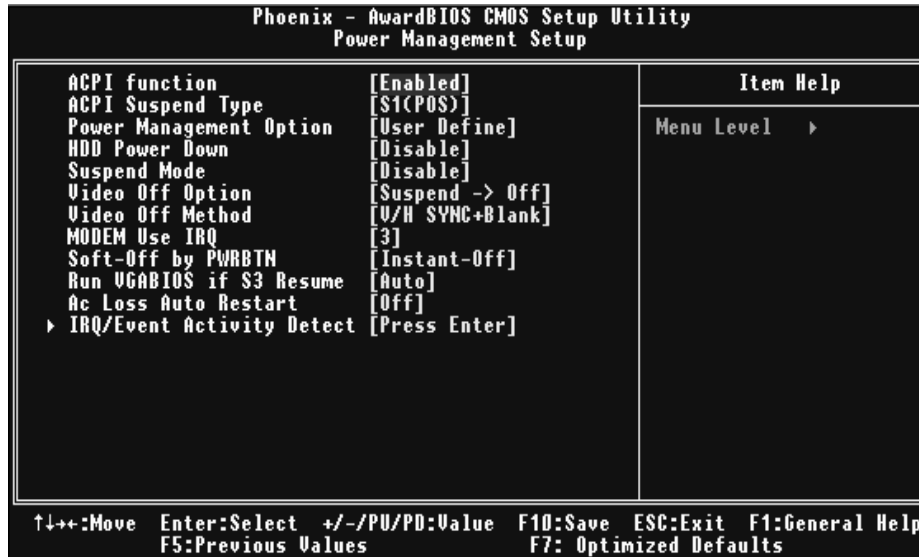 Phoenix - AwardBIOS CMOS Setup Utility
Power Management Setup
ACPI function [Enabled]
ACPI Suspend Type [S1(POS)]
Power Management Option [User Define]
HDD Power Down [Disable]
Suspend Mode [Disable]
Video Off Option [Suspend -> Off]
Video Off Method [V/H SYNC+Blank]
MODEM Use IRQ [3]
Soft-Off by PWRBTN [Instant-Off]
Run VGABIOS if S3 Resume [Auto]
Ac Loss Auto Restart [Off]
▸ IRQ/Event Activity Detect [Press Enter]
Item Help
Menu Level ▸
↑↓→←:Move Enter:Select +/-/PU/PD:Value F10:Save ESC:Exit F1:General Help
F5:Previous Values F7: Optimized Defaults